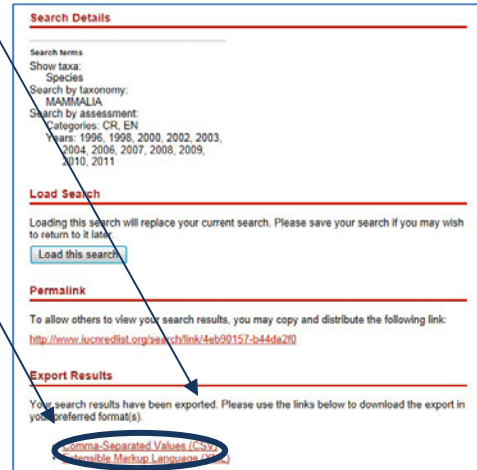 Search Details
Search terms
Show taxa:
Species
Search by taxonomy:
MAMMALIA
Search by assessment:
Categories: CR, EN
Years: 1996, 1998, 2000, 2002, 2003,
2004, 2006, 2007, 2008, 2009,
2010, 2011
Load Search
Loading this search will replace your current search. Please save your search if you may wish
to return to it later.
Load this search
Permalink
To allow others to view your search results, you may copy and distribute the following link:
http://www.iucnredlist.org/search/link/4eb90157-b44da2f0
Export Results
Your search results have been exported. Please use the links below to download the export in
your preferred format(s).
Comma-Separated Values (CSV)
Extensible Markup Language (XML)